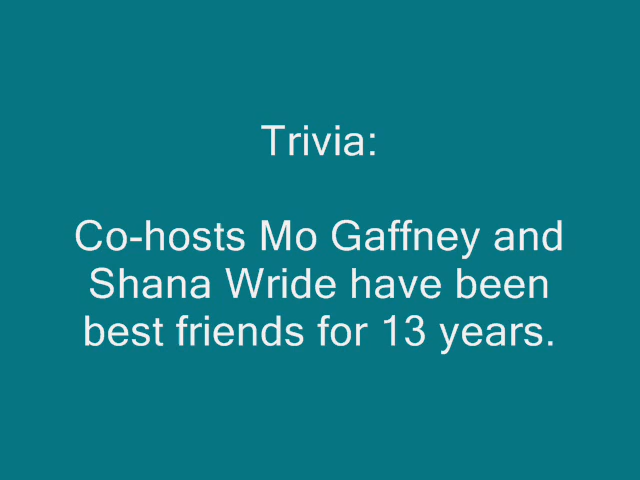 Trivia:
Co-hosts Mo Gaffney and
Shana Wride have been
best friends for 13 years.